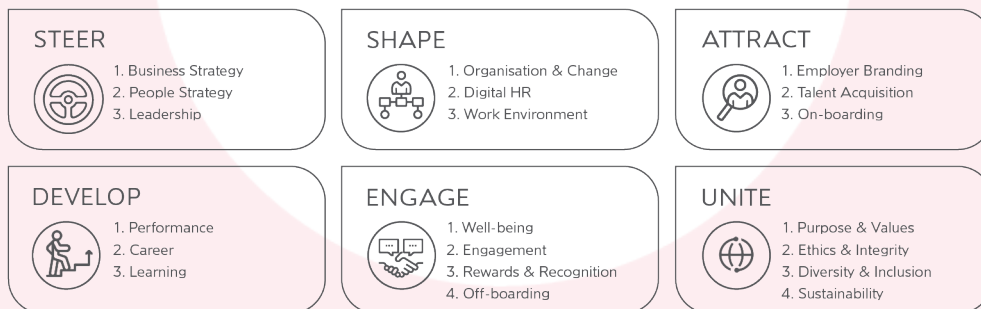 STEER
1. Business Strategy
2. People Strategy
3. Leadership
SHAPE
1. Organisation & Change
2. Digital HR
3. Work Environment
ATTRACT
1. Employer Branding
2. Talent Acquisition
3. On-boarding
DEVELOP
1. Performance
2. Career
3. Learning
ENGAGE
1. Well-being
2. Engagement
3. Rewards & Recognition
4. Off-boarding
UNITE
1. Purpose & Values
2. Ethics & Integrity
3. Diversity & Inclusion
4. Sustainability